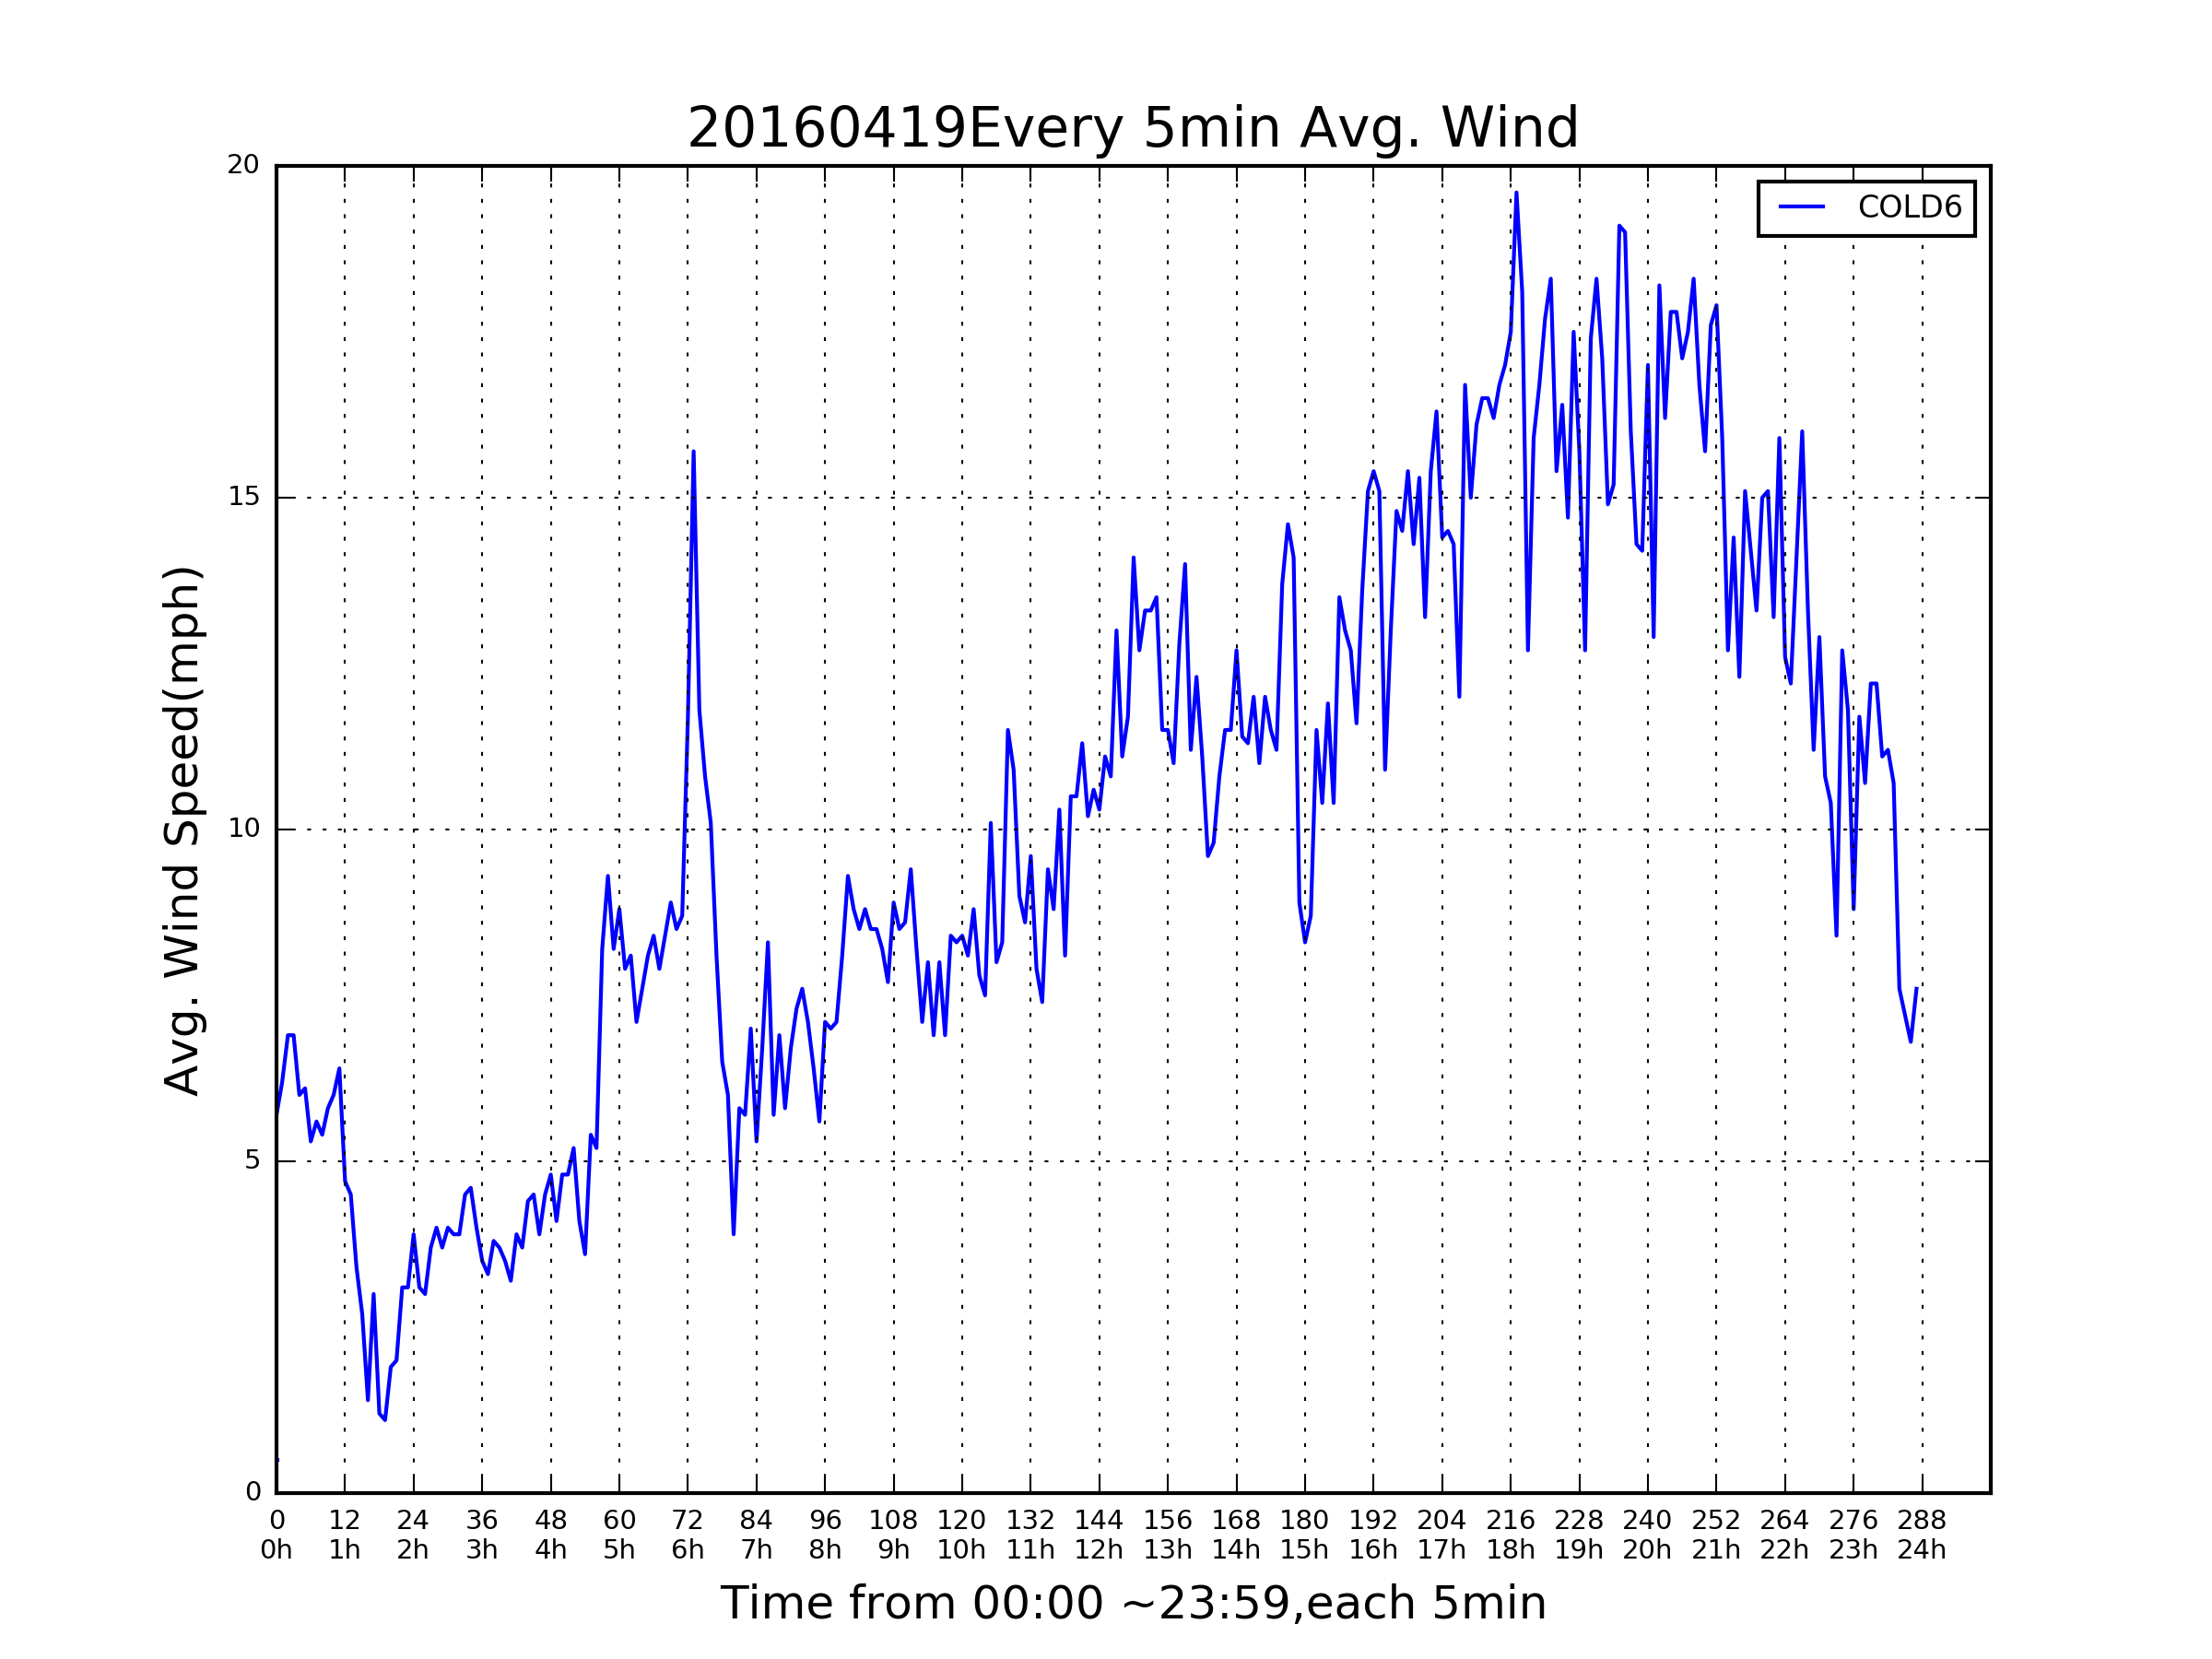 20160419Every 5min Avg. Wind
COLD6
Avg. Wind Speed(mph)
20
15
10
5
0
0 12 24 36 48 60 72 84 96 108 120 132 144 156 168 180 192 204 216 228 240 252 264 276 288
0h 1h 2h 3h 4h 5h 6h 7h 8h 9h 10h 11h 12h 13h 14h 15h 16h 17h 18h 19h 20h 21h 22h 23h 24h
Time from 00:00 ~23:59,each 5min